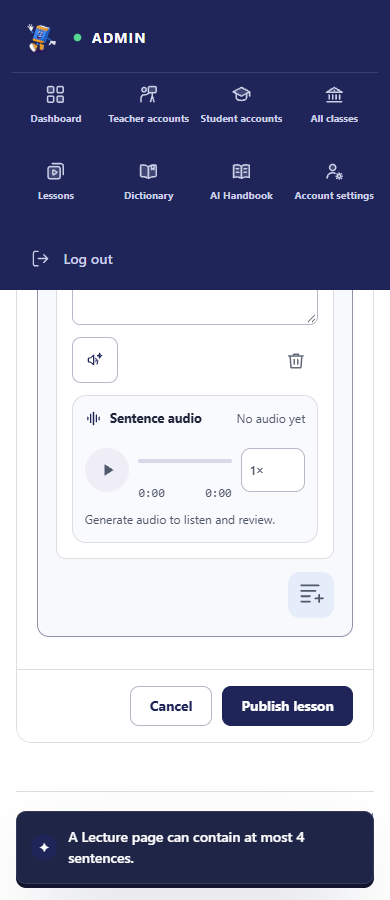 ADMIN
Dashboard
Teacher accounts
Student accounts
All classes
Lessons
Dictionary
AI Handbook
Account settings
Log out
Sentence audio
No audio yet
0:00
0:00
1×
Generate audio to listen and review.
Cancel
Publish lesson
A Lecture page can contain at most 4
sentences.